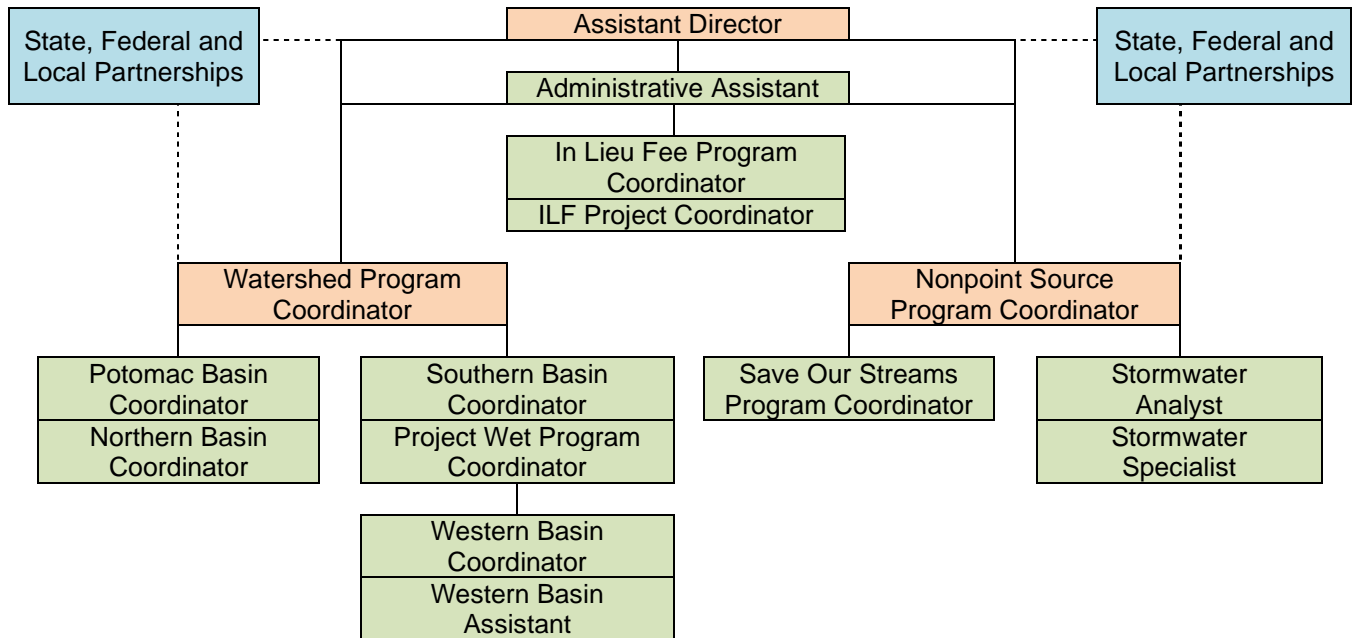 State, Federal and
Local Partnerships
Assistant Director
State, Federal and
Local Partnerships
Administrative Assistant
In Lieu Fee Program
Coordinator
ILF Project Coordinator
Watershed Program
Coordinator
Nonpoint Source
Program Coordinator
Potomac Basin
Coordinator
Northern Basin
Coordinator
Southern Basin
Coordinator
Project Wet Program
Coordinator
Save Our Streams
Program Coordinator
Stormwater
Analyst
Stormwater
Specialist
Western Basin
Coordinator
Western Basin
Assistant